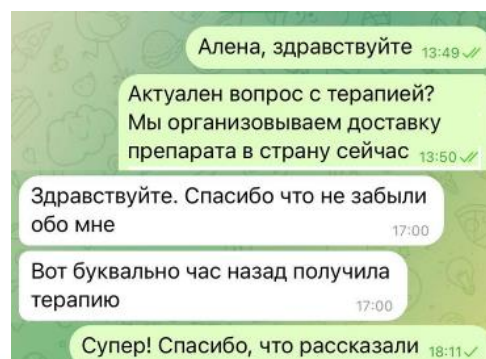 Алена, здравствуйте 13:49
Актуален вопрос с терапией?
Мы организовываем доставку
препарата в страну сейчас 13:50
Здравствуйте. Спасибо что не забыли
обо мне
17:00
Вот буквально час назад получила
терапию
17:00
Супер! Спасибо, что рассказали 18:11